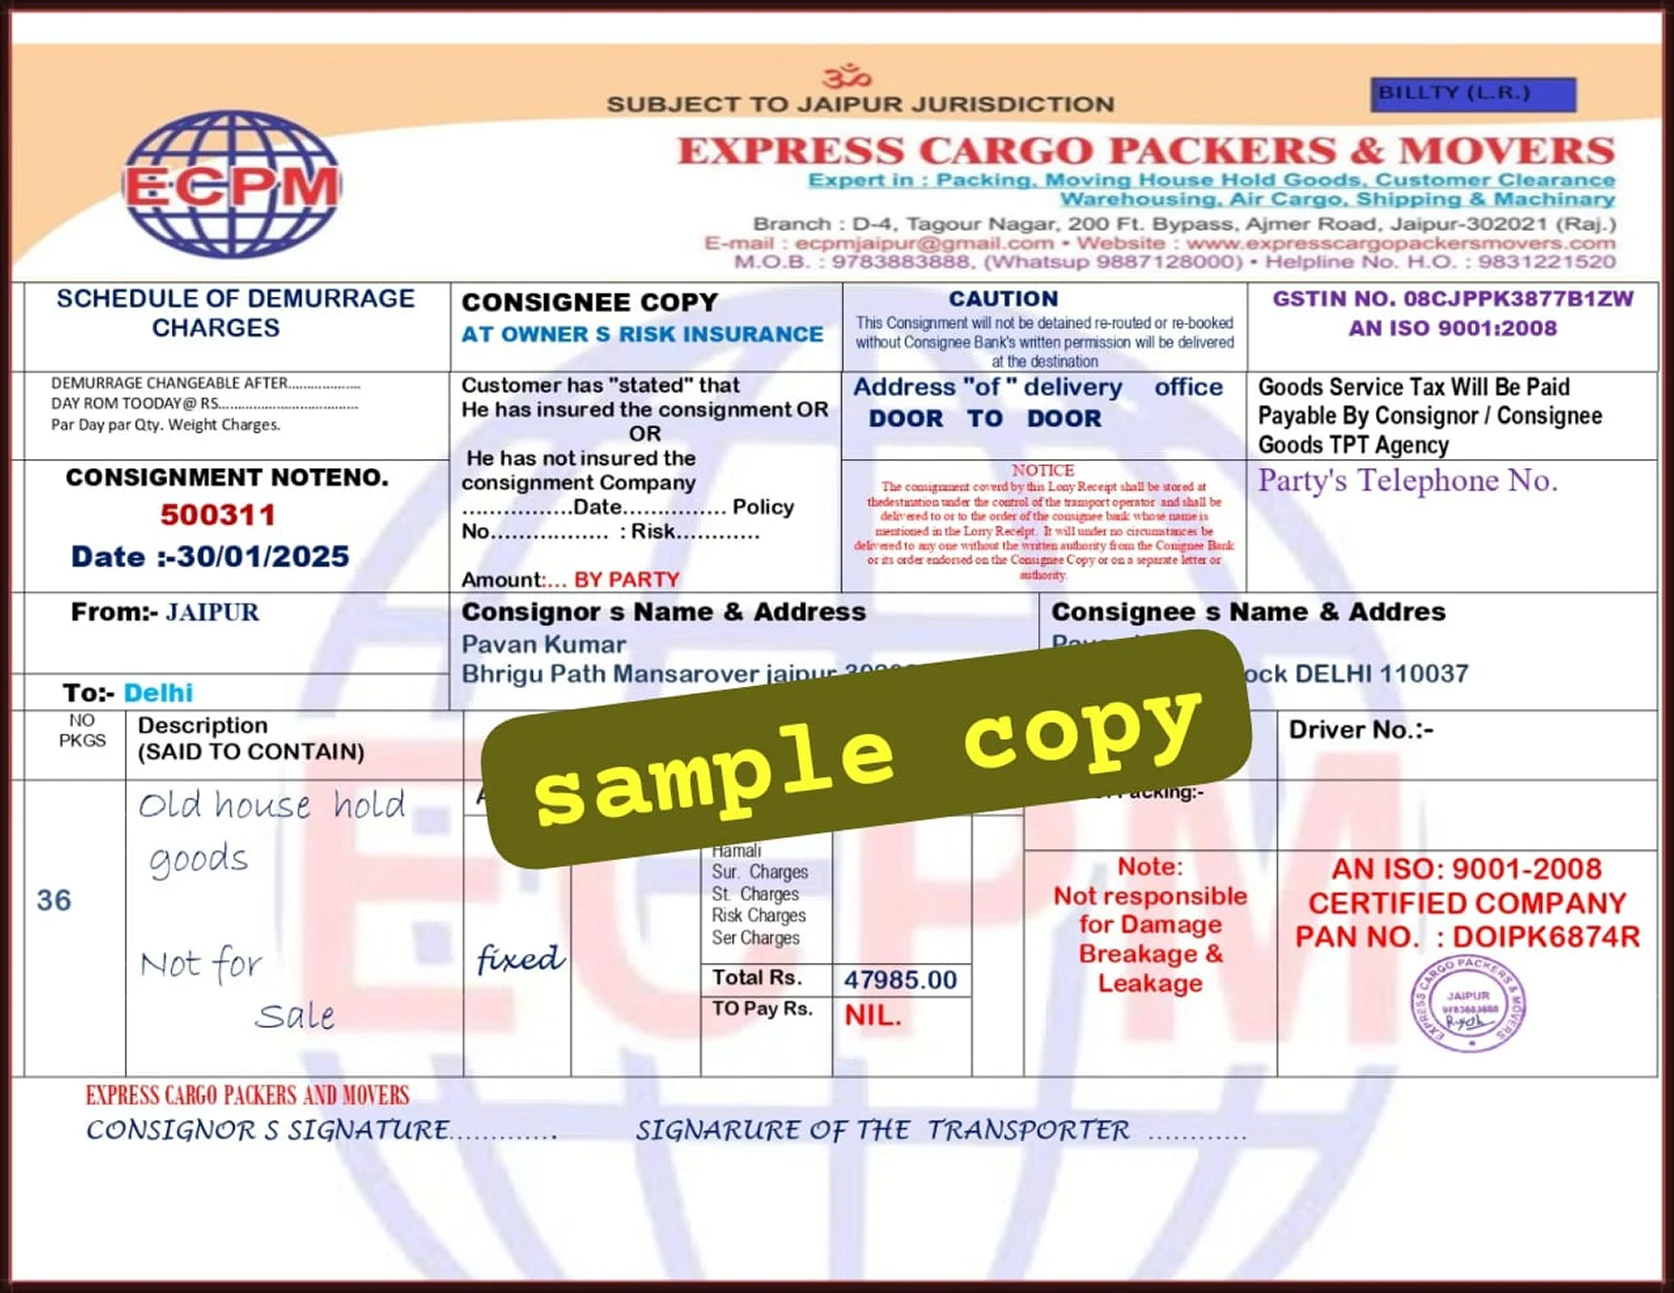 ॐ
SUBJECT TO JAIPUR JURISDICTION
BILLTY (L.R.)
ECPM
EXPRESS CARGO PACKERS & MOVERS
Expert in : Packing, Moving House Hold Goods, Customer Clearance
Warehousing, Air Cargo, Shipping & Machinary
Branch : D-4, Tagour Nagar, 200 Ft. Bypass, Ajmer Road, Jaipur-302021 (Raj.)
E-mail : ecpmjaipur@gmail.com • Website : www.expresscargopackersmovers.com
M.O.B. : 9783883888, (Whatsup 9887128000) • Helpline No. H.O. : 9831221520
SCHEDULE OF DEMURRAGE
CHARGES
CONSIGNEE COPY
AT OWNER S RISK INSURANCE
CAUTION
This Consignment will not be detained re-routed or re-booked
without Consignee Bank's written permission will be delivered
at the destination
GSTIN NO. 08CJPPK3877B1ZW
AN ISO 9001:2008
DEMURRAGE CHANGEABLE AFTER..................
DAY ROM TOODAY@ RS...................................
Par Day par Qty. Weight Charges.
Customer has "stated" that
He has insured the consignment OR
OR
He has not insured the
consignment Company
................Date............... Policy
No................. : Risk............
Amount:... BY PARTY
Address "of " delivery office
DOOR TO DOOR
Goods Service Tax Will Be Paid
Payable By Consignor / Consignee
Goods TPT Agency
CONSIGNMENT NOTENO.
500311
Date :-30/01/2025
NOTICE
The consignment coverd by this Lony Receipt shall be stored at
thedestination under the control of the transport operator and shall be
delivered to or to the order of the consignee bank whose name is
mentioned in the Lorry Receipt. It will under no circumstances be
delivered to any one without the written authority from the Conignee Bank
or its order endorsed on the Consignee Copy or on a separate letter or
authority.
Party's Telephone No.
From:- JAIPUR
To:- Delhi
Consignor s Name & Address
Pavan Kumar
Bhrigu Path Mansarover jaipur
Consignee s Name & Addres
DELHI 110037
sample copy
NO
PKGS
Description
(SAID TO CONTAIN)
Driver No.:-
36
Old house hold
goods
Not for
Sale
fixed
Hamali
Sur. Charges
St. Charges
Risk Charges
Ser Charges
Total Rs.
47985.00
TO Pay Rs.
NIL.
Note:
Not responsible
for Damage
Breakage &
Leakage
AN ISO: 9001-2008
CERTIFIED COMPANY
PAN NO. : DOIPK6874R
EXPRESS CARGO PACKERS & MOVERS
JAIPUR
9783883888
EXPRESS CARGO PACKERS AND MOVERS
CONSIGNOR S SIGNATURE.............
SIGNARURE OF THE TRANSPORTER ............